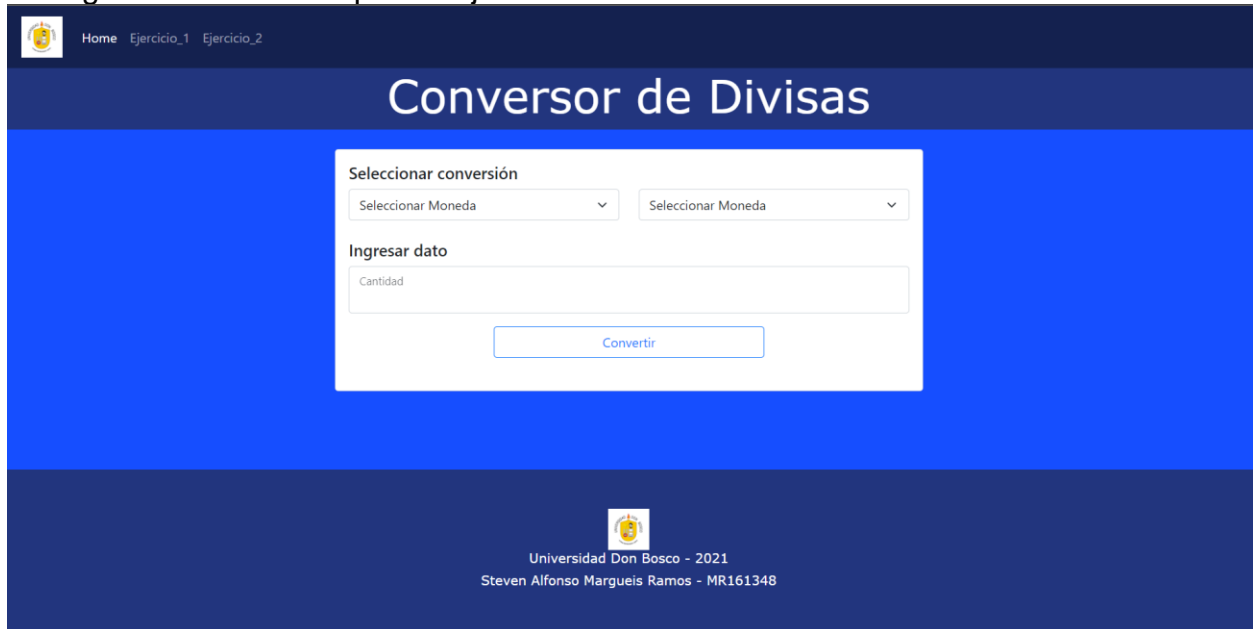 Home Ejercicio_1 Ejercicio_2
Conversor de Divisas
Seleccionar conversión
Seleccionar Moneda Seleccionar Moneda
Ingresar dato
Cantidad
Convertir
Universidad Don Bosco - 2021
Steven Alfonso Margueis Ramos - MR161348